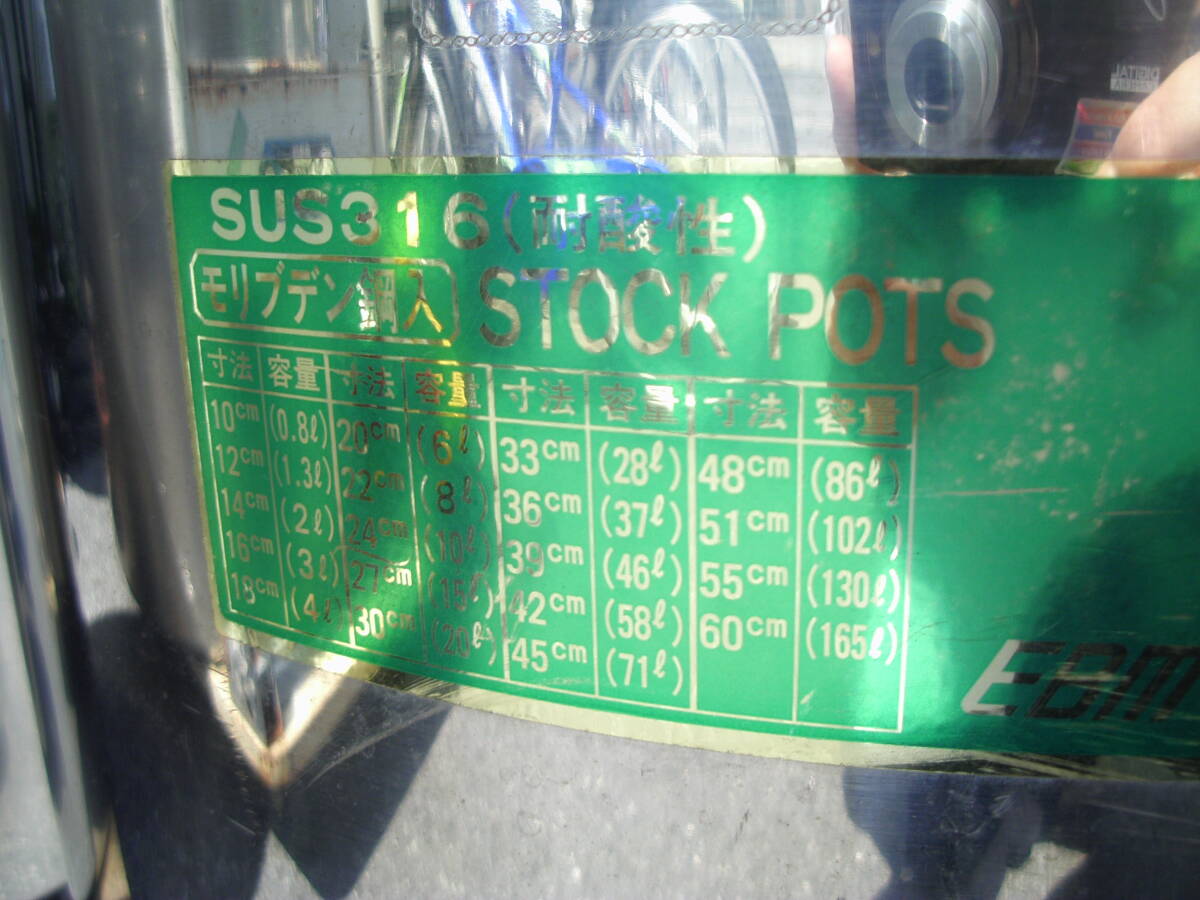 SUS316(耐酸性)
モリブデン鋼入 STOCK POTS
寸法 容量 寸法 容量 寸法 容量 寸法 容量
10cm (0.8ℓ) 20cm (6ℓ) 33cm (28ℓ) 48cm (86ℓ)
12cm (1.3ℓ) 22cm (8ℓ) 36cm (37ℓ) 51cm (102ℓ)
14cm (2ℓ) 24cm (10ℓ) 39cm (46ℓ) 55cm (130ℓ)
16cm (3ℓ) 27cm (15ℓ) 42cm (58ℓ) 60cm (165ℓ)
18cm (4ℓ) 30cm (20ℓ) 45cm (71ℓ)
EBM